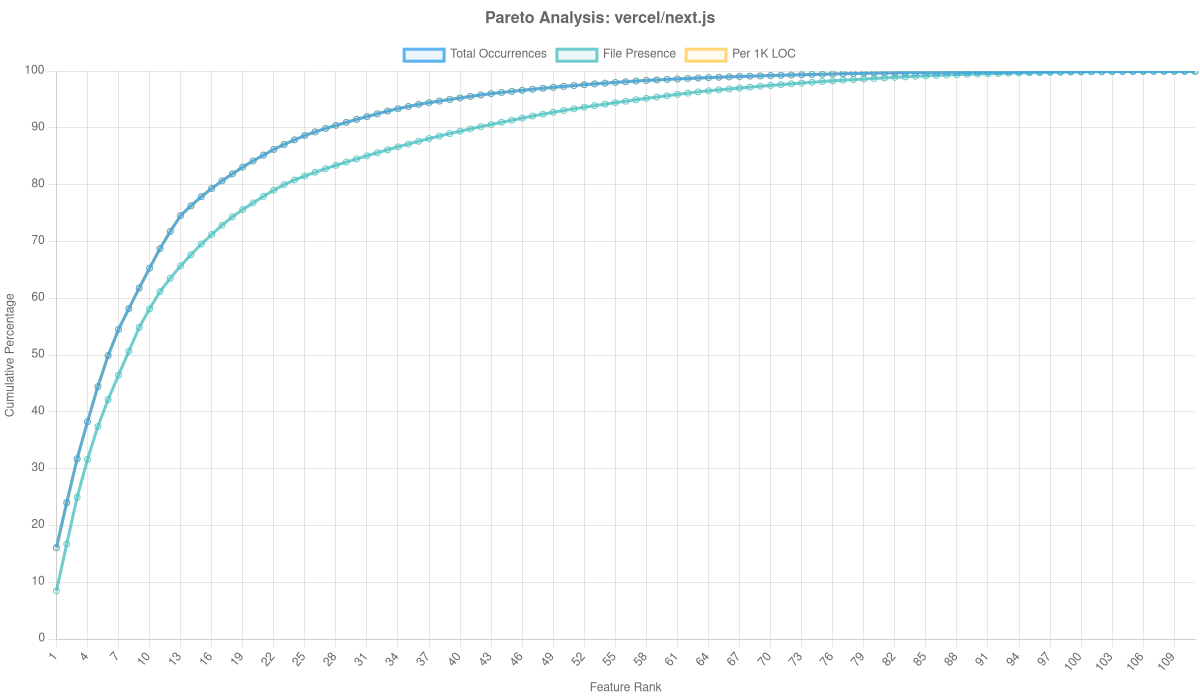 Pareto Analysis: vercel/next.js
Total Occurrences File Presence Per 1K LOC
100
90
80
70
60
50
40
30
20
10
0
Cumulative Percentage
1 4 7 10 13 16 19 22 25 28 31 34 37 40 43 46 49 52 55 58 61 64 67 70 73 76 79 82 85 88 91 94 97 100 103 106 109
Feature Rank